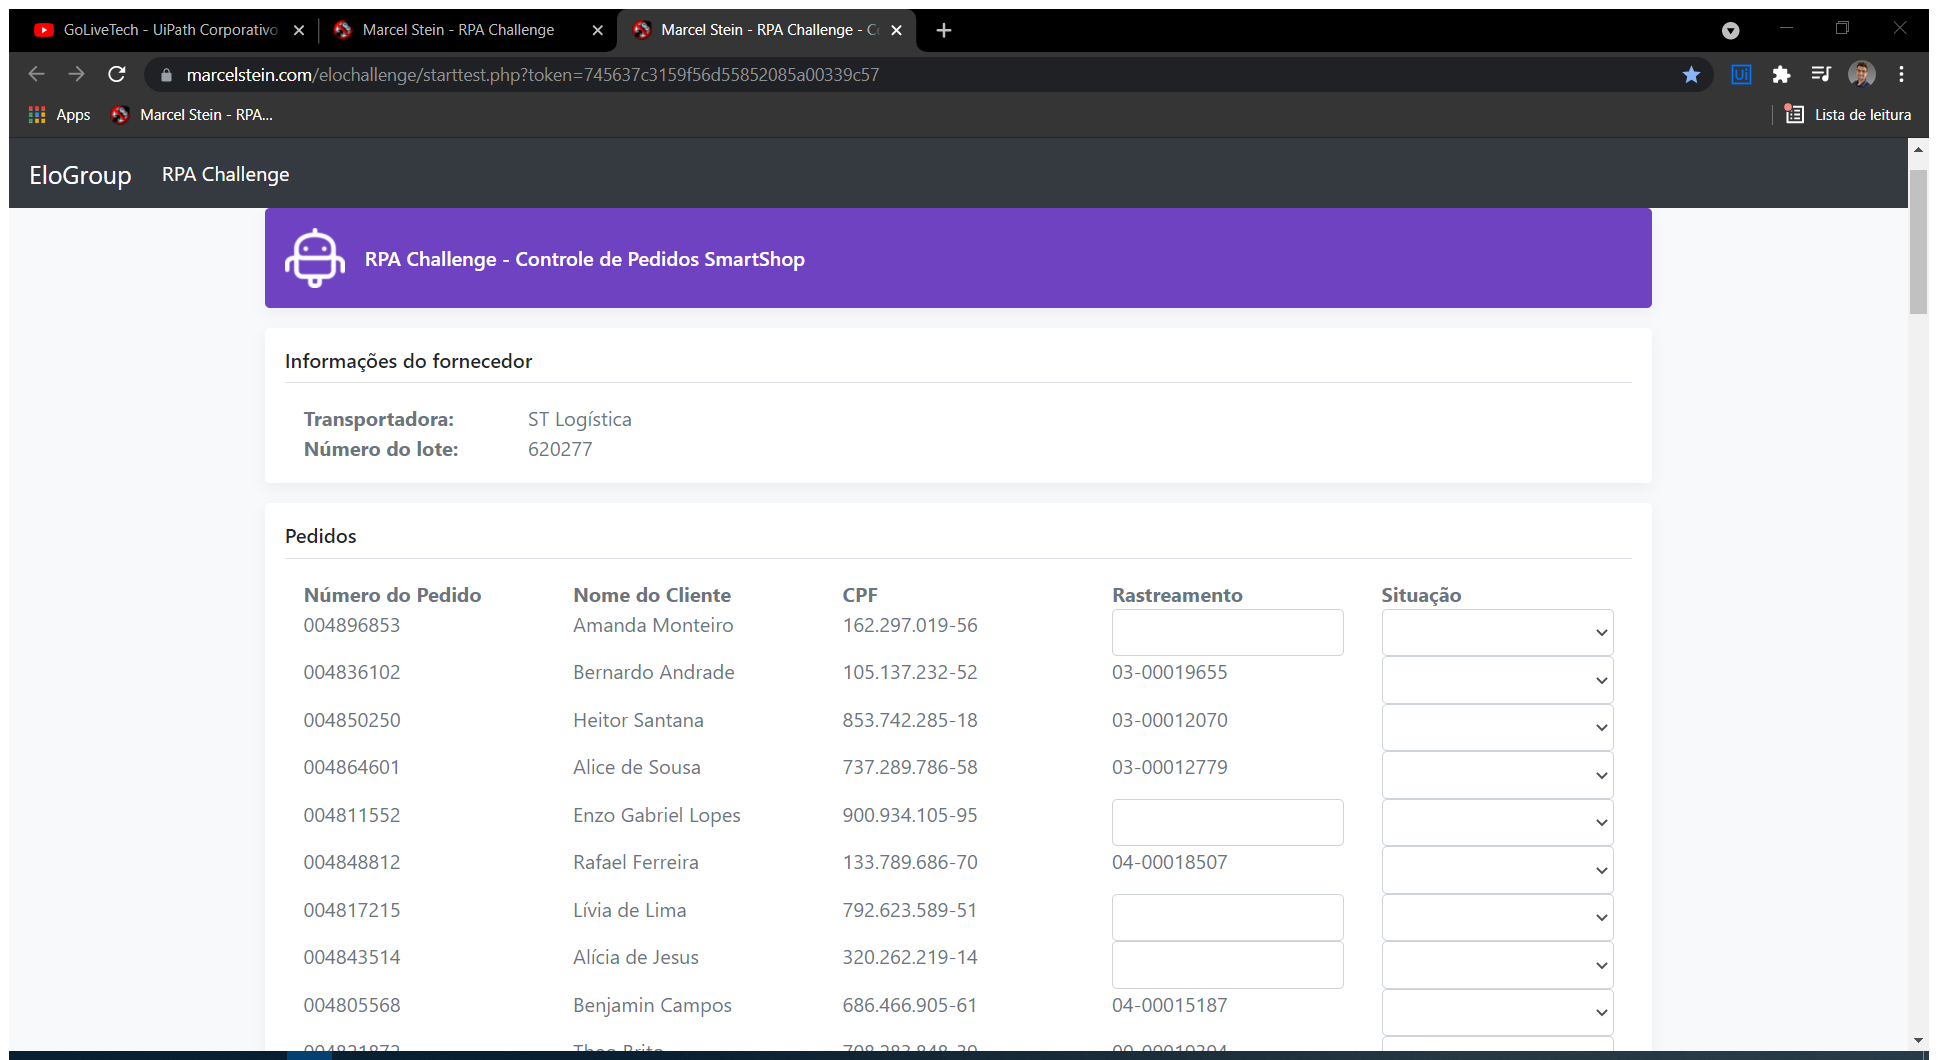 GoLiveTech - UiPath Corporativo
Marcel Stein - RPA Challenge
Marcel Stein - RPA Challenge - Co
marcelstein.com/elochallenge/starttest.php?token=745637c3159f56d55852085a00339c57
Ui
Apps
Marcel Stein - RPA...
Lista de leitura
EloGroup
RPA Challenge
RPA Challenge - Controle de Pedidos SmartShop
Informações do fornecedor
Transportadora: ST Logística
Número do lote: 620277
Pedidos
Número do Pedido Nome do Cliente CPF Rastreamento Situação
004896853 Amanda Monteiro 162.297.019-56
004836102 Bernardo Andrade 105.137.232-52 03-00019655
004850250 Heitor Santana 853.742.285-18 03-00012070
004864601 Alice de Sousa 737.289.786-58 03-00012779
004811552 Enzo Gabriel Lopes 900.934.105-95
004848812 Rafael Ferreira 133.789.686-70 04-00018507
004817215 Lívia de Lima 792.623.589-51
004843514 Alícia de Jesus 320.262.219-14
004805568 Benjamin Campos 686.466.905-61 04-00015187